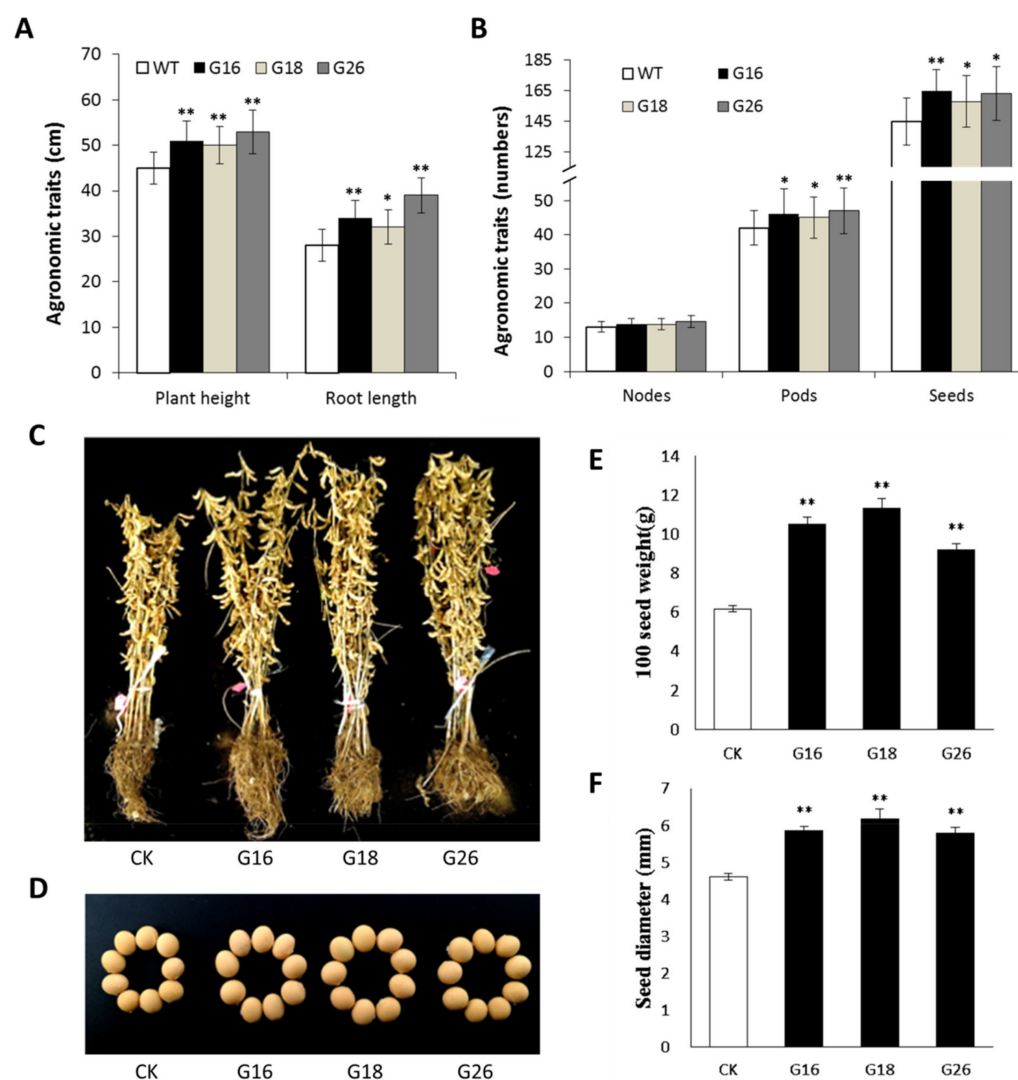 A
Agronomic traits (cm)
70
60
50
40
30
20
10
0
WT G16 G18 G26
** ** **
** * **
Plant height Root length
B
Agronomic traits (numbers)
185
165
145
125
50
40
30
20
10
0
WT G16
G18 G26
* * **
** * *
Nodes Pods Seeds
C
CK G16 G18 G26
D
CK G16 G18 G26
E
100 seed weight(g)
14
12
10
8
6
4
2
0
** ** **
CK G16 G18 G26
F
Seed diameter (mm)
7
6
5
4
3
2
1
0
** ** **
CK G16 G18 G26